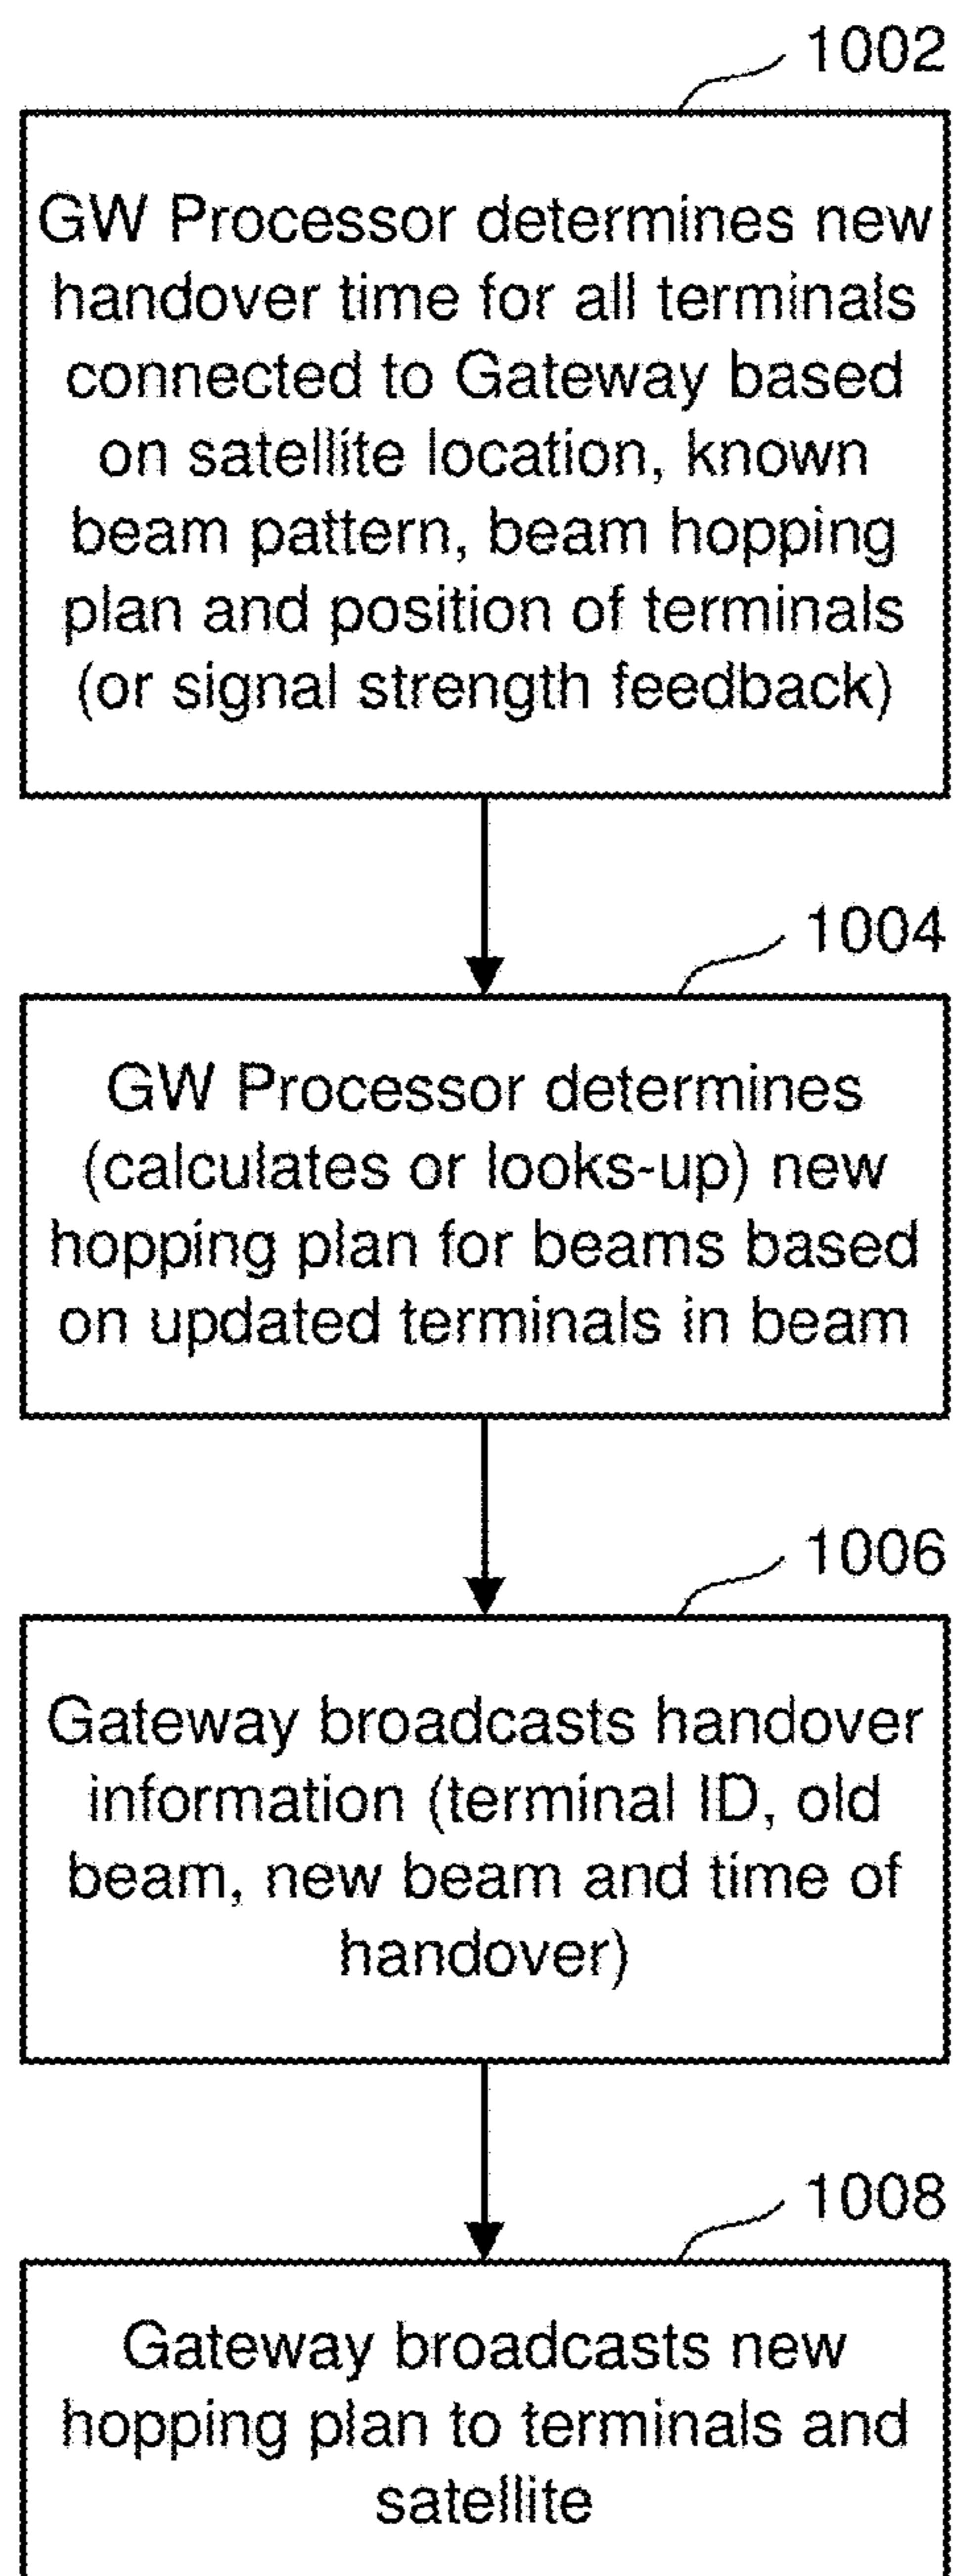 1002
GW Processor determines new
handover time for all terminals
connected to Gateway based
on satellite location, known
beam pattern, beam hopping
plan and position of terminals
(or signal strength feedback)
1004
GW Processor determines
(calculates or looks-up) new
hopping plan for beams based
on updated terminals in beam
1006
Gateway broadcasts handover
information (terminal ID, old
beam, new beam and time of
handover)
1008
Gateway broadcasts new
hopping plan to terminals and
satellite